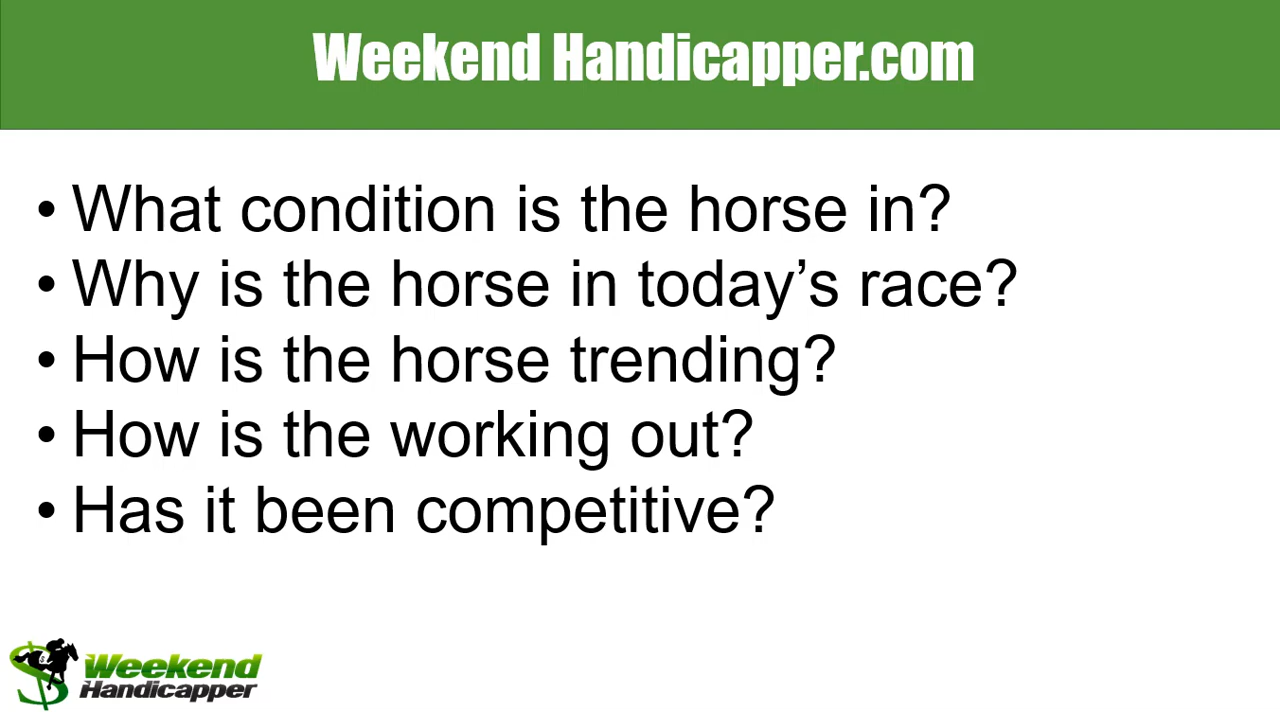 Weekend Handicapper.com
• What condition is the horse in?
• Why is the horse in today’s race?
• How is the horse trending?
• How is the working out?
• Has it been competitive?
Weekend
Handicapper